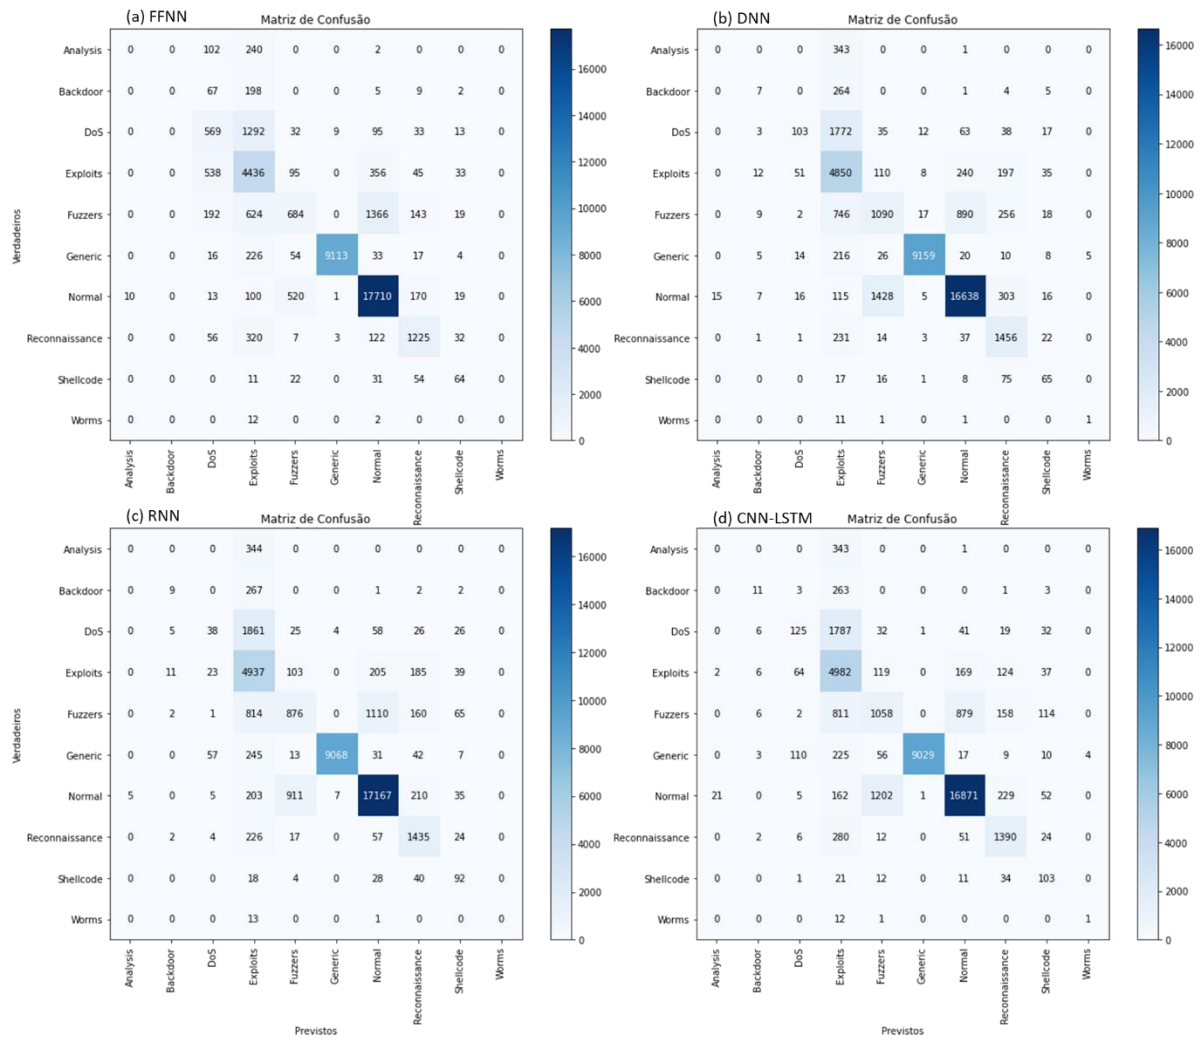 (a) FFNN
Matriz de Confusão
Analysis 0 0 102 240 0 0 2 0 0 0
Backdoor 0 0 67 198 0 0 5 9 2 0
DoS 0 0 569 1292 32 9 95 33 13 0
Exploits 0 0 538 4436 95 0 356 45 33 0
Fuzzers 0 0 192 624 684 0 1366 143 19 0
Generic 0 0 16 226 54 9113 33 17 4 0
Normal 10 0 13 100 520 1 17710 170 19 0
Reconnaissance 0 0 56 320 7 3 122 1225 32 0
Shellcode 0 0 0 11 22 0 31 54 64 0
Worms 0 0 0 12 0 0 2 0 0 0
Analysis Backdoor DoS Exploits Fuzzers Generic Normal Reconnaissance Shellcode Worms
Verdadeiros
16000
14000
12000
10000
8000
6000
4000
2000
0
(b) DNN
Matriz de Confusão
Analysis 0 0 0 343 0 0 1 0 0 0
Backdoor 0 7 0 264 0 0 1 4 5 0
DoS 0 3 103 1772 35 12 63 38 17 0
Exploits 0 12 51 4850 110 8 240 197 35 0
Fuzzers 0 9 2 746 1090 17 890 256 18 0
Generic 0 5 14 216 26 9159 20 10 8 5
Normal 15 7 16 115 1428 5 16638 303 16 0
Reconnaissance 0 1 1 231 14 3 37 1456 22 0
Shellcode 0 0 0 17 16 1 8 75 65 0
Worms 0 0 0 11 1 0 1 0 0 1
Analysis Backdoor DoS Exploits Fuzzers Generic Normal Reconnaissance Shellcode Worms
16000
14000
12000
10000
8000
6000
4000
2000
0
(c) RNN
Matriz de Confusão
Analysis 0 0 0 344 0 0 0 0 0 0
Backdoor 0 9 0 267 0 0 1 2 2 0
DoS 0 5 38 1861 25 4 58 26 26 0
Exploits 0 11 23 4937 103 0 205 185 39 0
Fuzzers 0 2 1 814 876 0 1110 160 65 0
Generic 0 0 57 245 13 9068 31 42 7 0
Normal 5 0 5 203 911 7 17167 210 35 0
Reconnaissance 0 2 4 226 17 0 57 1435 24 0
Shellcode 0 0 0 18 4 0 28 40 92 0
Worms 0 0 0 13 0 0 1 0 0 0
Analysis Backdoor DoS Exploits Fuzzers Generic Normal Reconnaissance Shellcode Worms
Verdadeiros
Previstos
16000
14000
12000
10000
8000
6000
4000
2000
0
(d) CNN-LSTM
Matriz de Confusão
Analysis 0 0 0 343 0 0 1 0 0 0
Backdoor 0 11 3 263 0 0 0 1 3 0
DoS 0 6 125 1787 32 1 41 19 32 0
Exploits 2 6 64 4982 119 0 169 124 37 0
Fuzzers 0 6 2 811 1058 0 879 158 114 0
Generic 0 3 110 225 56 9029 17 9 10 4
Normal 21 0 5 162 1202 1 16871 229 52 0
Reconnaissance 0 2 6 280 12 0 51 1390 24 0
Shellcode 0 0 1 21 12 0 11 34 103 0
Worms 0 0 0 12 1 0 0 0 0 1
Analysis Backdoor DoS Exploits Fuzzers Generic Normal Reconnaissance Shellcode Worms
Previstos
16000
14000
12000
10000
8000
6000
4000
2000
0